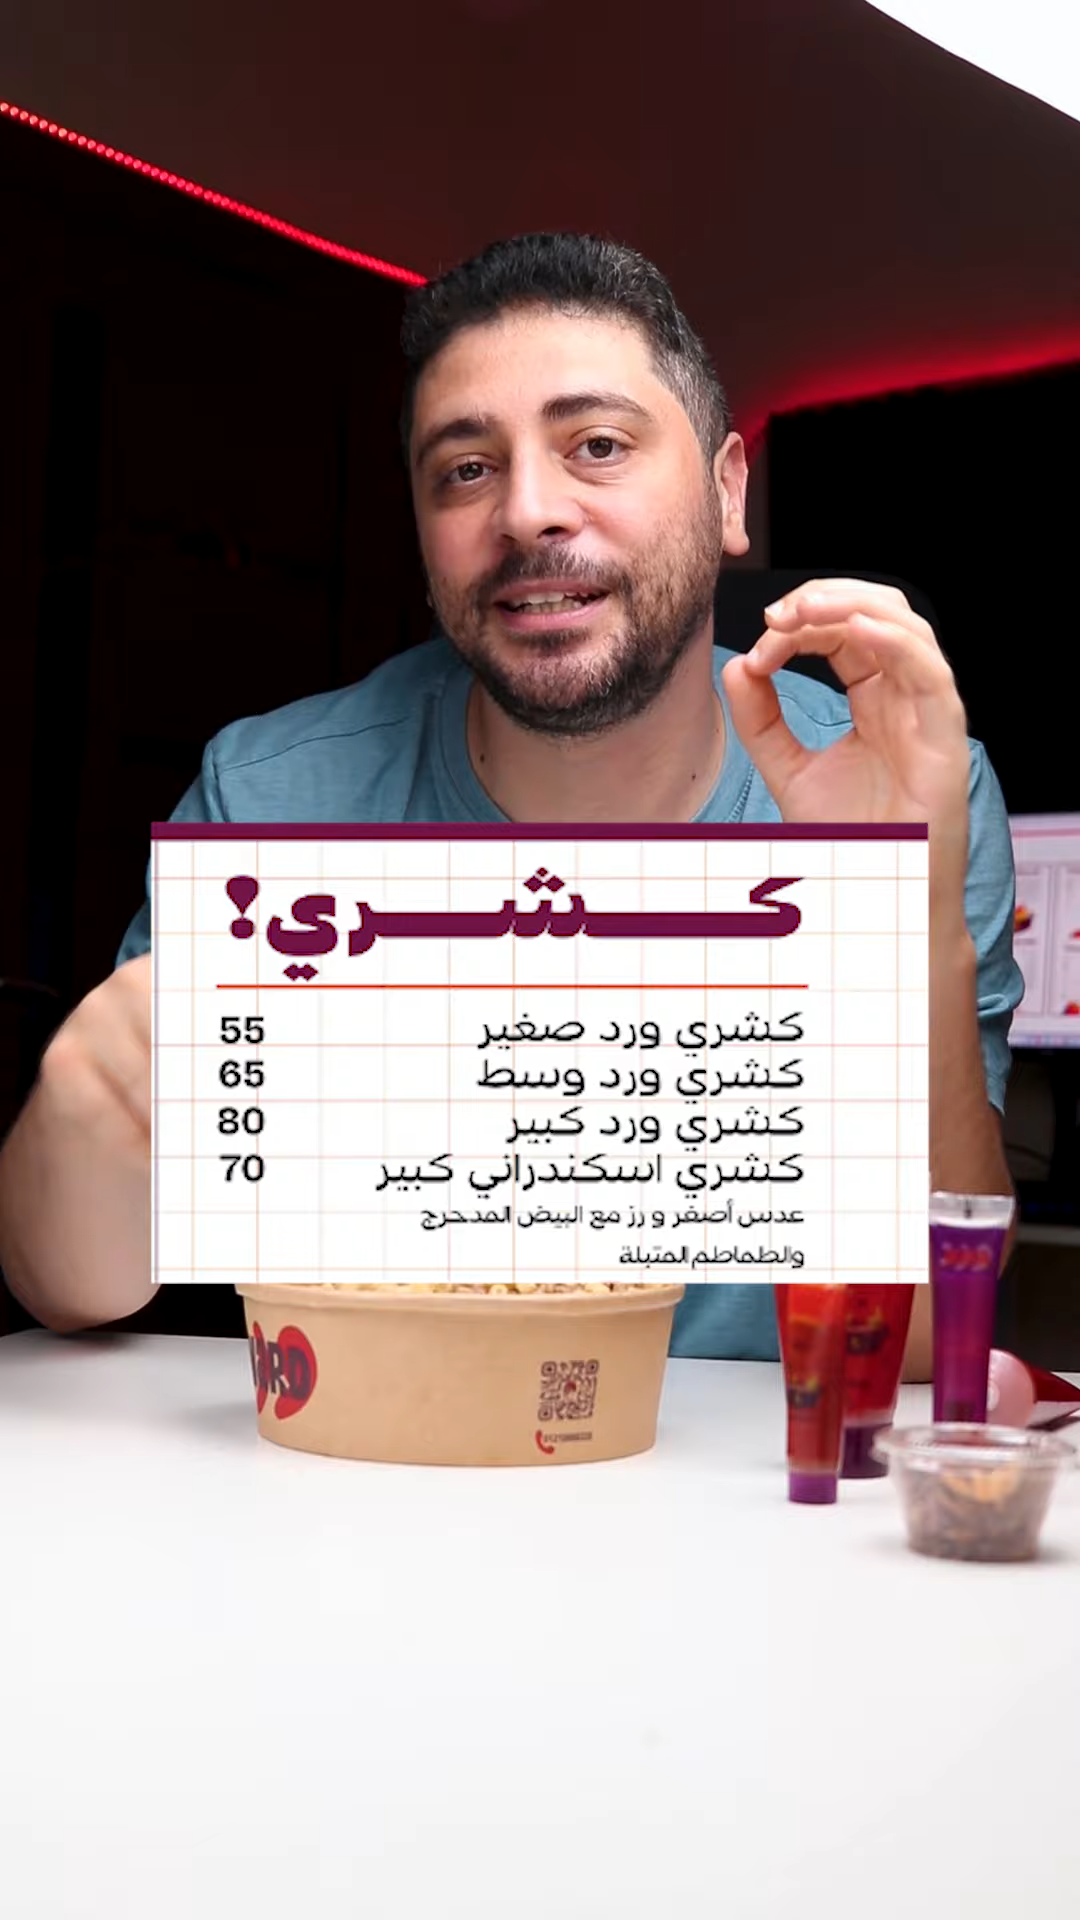 كشري!
كشري ورد صغير 55
كشري ورد وسط 65
كشري ورد كبير 80
كشري اسكندراني كبير 70
عدس أصفر و رز مع البيض المدحرج
والطماطم المتبلة
WORD